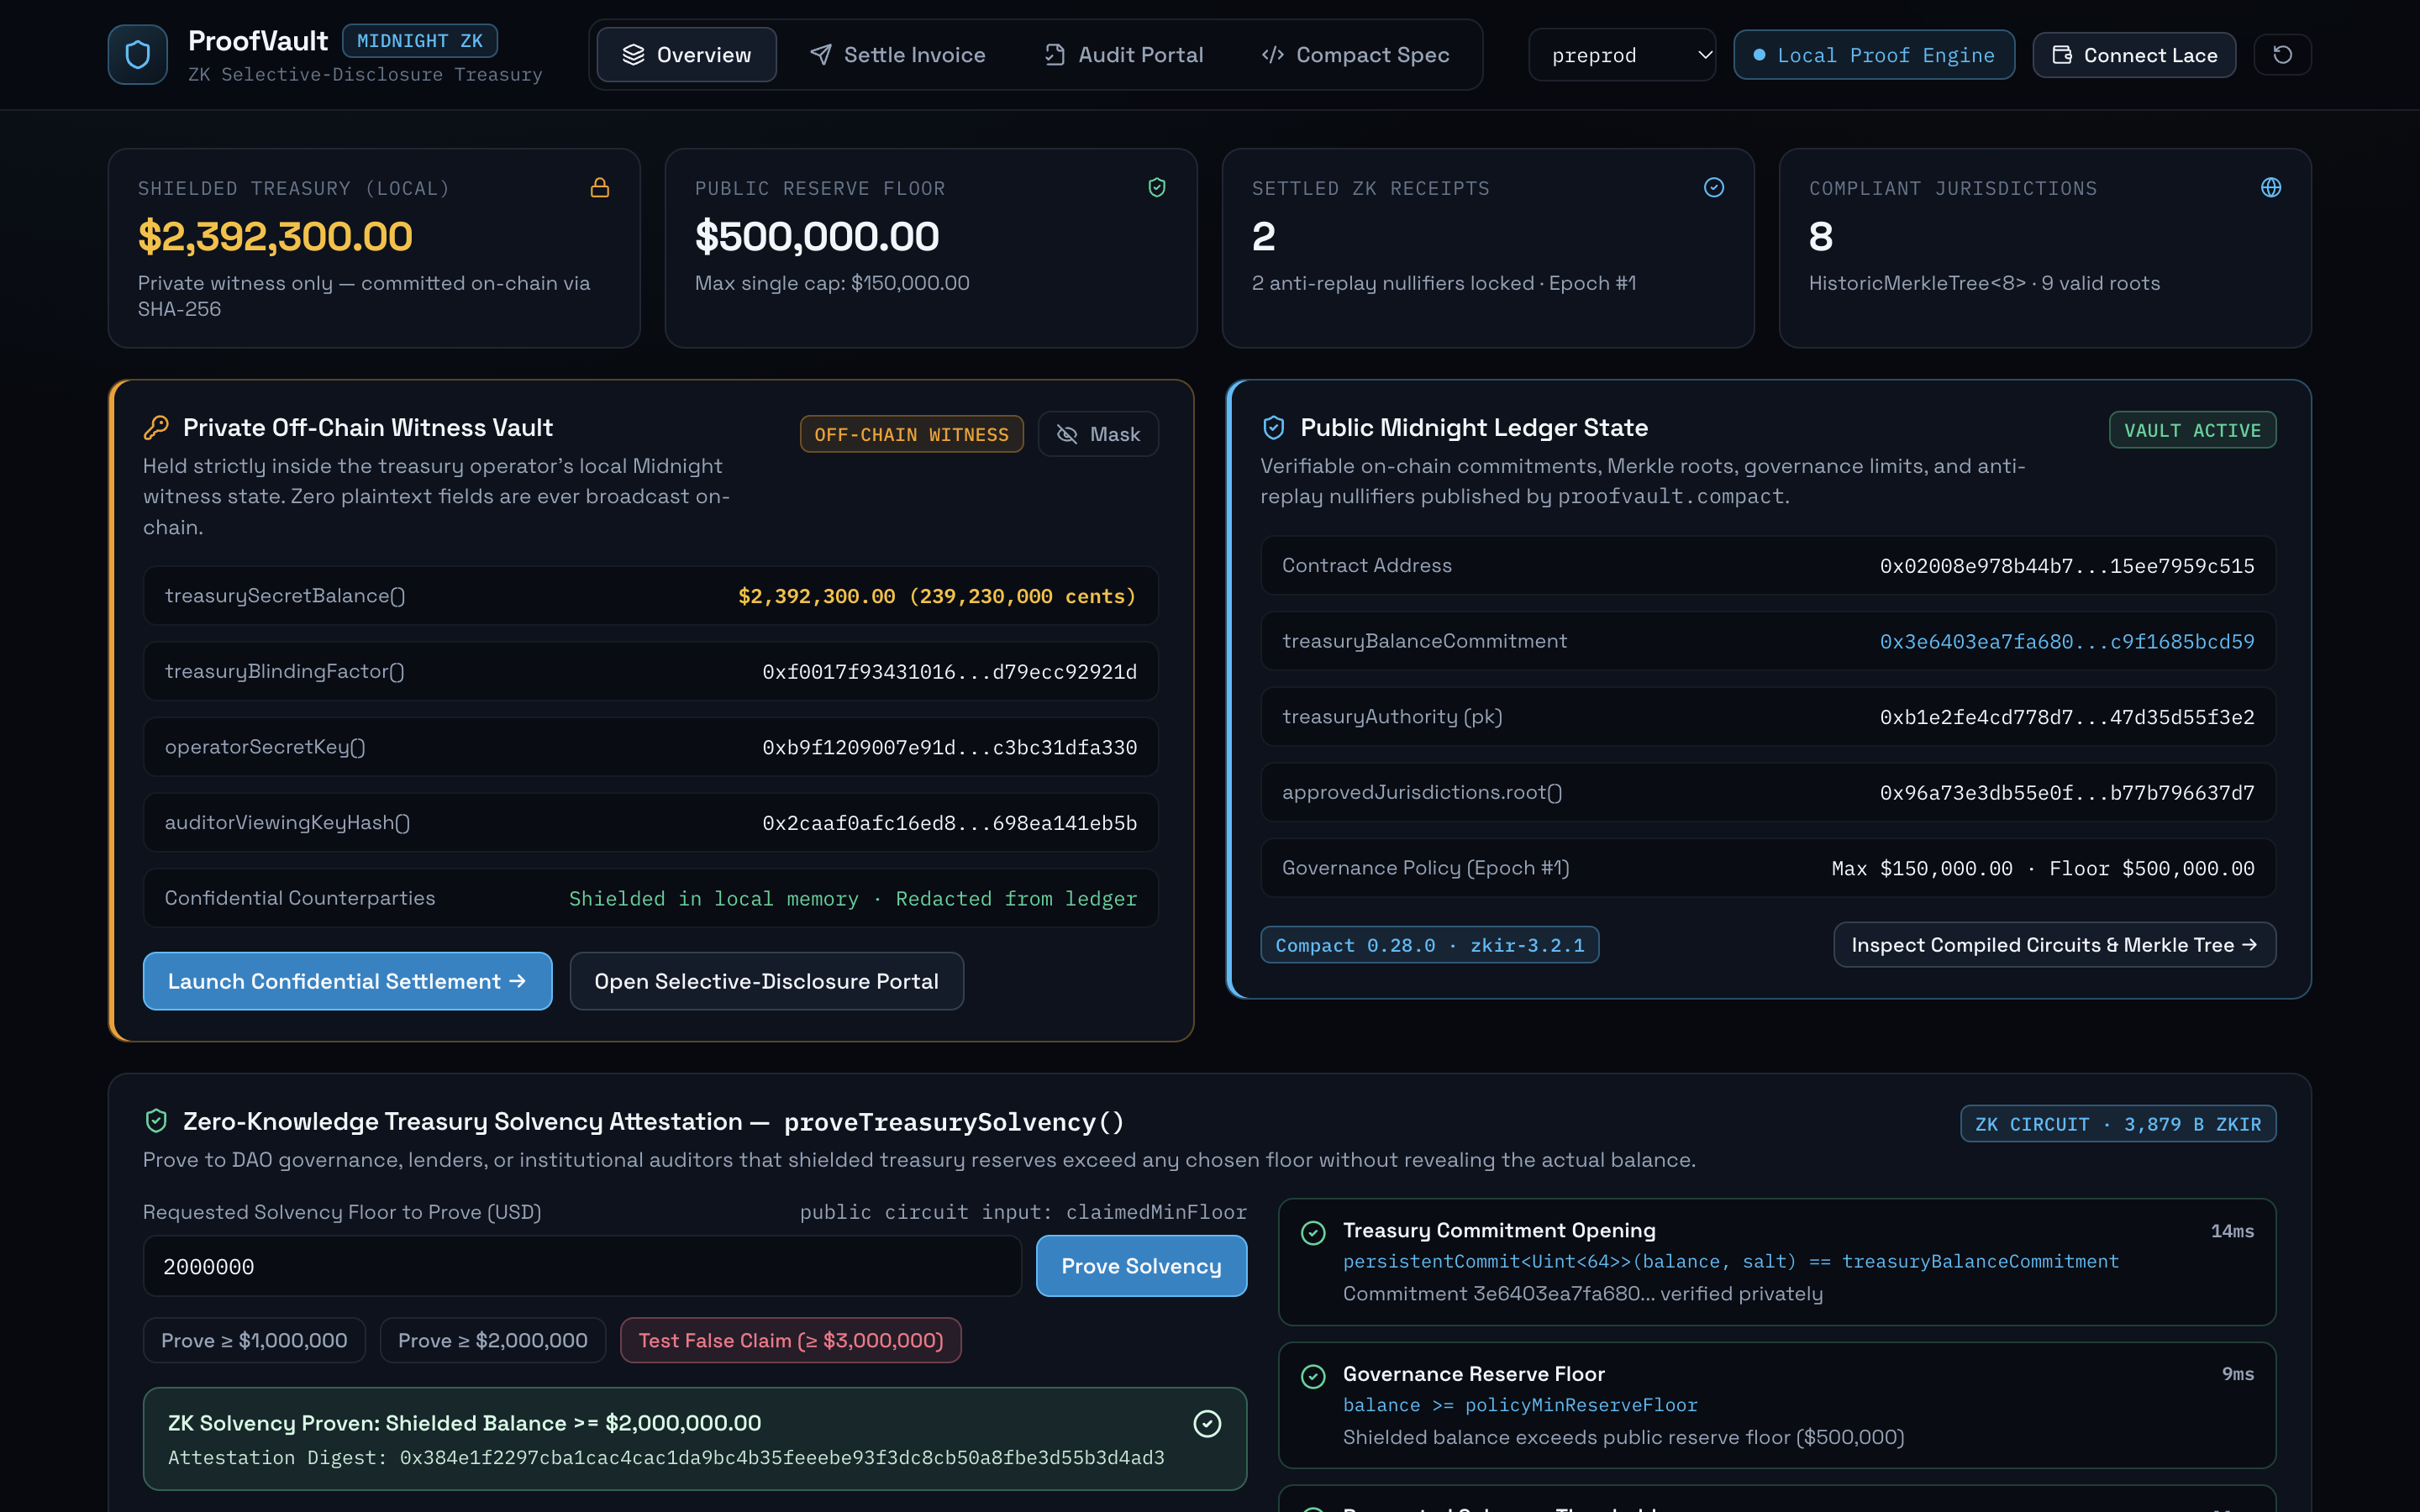 ProofVault
MIDNIGHT ZK
ZK Selective-Disclosure Treasury
Overview
Settle Invoice
Audit Portal
Compact Spec
preprod
Local Proof Engine
Connect Lace
SHIELDED TREASURY (LOCAL)
$2,392,300.00
Private witness only — committed on-chain via
SHA-256
PUBLIC RESERVE FLOOR
$500,000.00
Max single cap: $150,000.00
SETTLED ZK RECEIPTS
2
2 anti-replay nullifiers locked · Epoch #1
COMPLIANT JURISDICTIONS
8
HistoricMerkleTree<8> · 9 valid roots
Private Off-Chain Witness Vault
OFF-CHAIN WITNESS
Mask
Held strictly inside the treasury operator's local Midnight
witness state. Zero plaintext fields are ever broadcast on-
chain.
treasurySecretBalance()
$2,392,300.00 (239,230,000 cents)
treasuryBlindingFactor()
0xf0017f93431016...d79ecc92921d
operatorSecretKey()
0xb9f1209007e91d...c3bc31dfa330
auditorViewingKeyHash()
0x2caaf0afc16ed8...698ea141eb5b
Confidential Counterparties
Shielded in local memory · Redacted from ledger
Launch Confidential Settlement →
Open Selective-Disclosure Portal
Public Midnight Ledger State
VAULT ACTIVE
Verifiable on-chain commitments, Merkle roots, governance limits, and anti-
replay nullifiers published by proofvault.compact.
Contract Address
0x02008e978b44b7...15ee7959c515
treasuryBalanceCommitment
0x3e6403ea7fa680...c9f1685bcd59
treasuryAuthority (pk)
0xb1e2fe4cd778d7...47d35d55f3e2
approvedJurisdictions.root()
0x96a73e3db55e0f...b77b796637d7
Governance Policy (Epoch #1)
Max $150,000.00 · Floor $500,000.00
Compact 0.28.0 · zkir-3.2.1
Inspect Compiled Circuits & Merkle Tree →
Zero-Knowledge Treasury Solvency Attestation — proveTreasurySolvency()
ZK CIRCUIT · 3,879 B ZKIR
Prove to DAO governance, lenders, or institutional auditors that shielded treasury reserves exceed any chosen floor without revealing the actual balance.
Requested Solvency Floor to Prove (USD)
public circuit input: claimedMinFloor
2000000
Prove Solvency
Prove ≥ $1,000,000
Prove ≥ $2,000,000
Test False Claim (≥ $3,000,000)
ZK Solvency Proven: Shielded Balance >= $2,000,000.00
Attestation Digest: 0x384e1f2297cba1cac4cac1da9bc4b35feeebe93f3dc8cb50a8fbe3d55b3d4ad3
Treasury Commitment Opening
14ms
persistentCommit<Uint<64>>(balance, salt) == treasuryBalanceCommitment
Commitment 3e6403ea7fa680... verified privately
Governance Reserve Floor
9ms
balance >= policyMinReserveFloor
Shielded balance exceeds public reserve floor ($500,000)